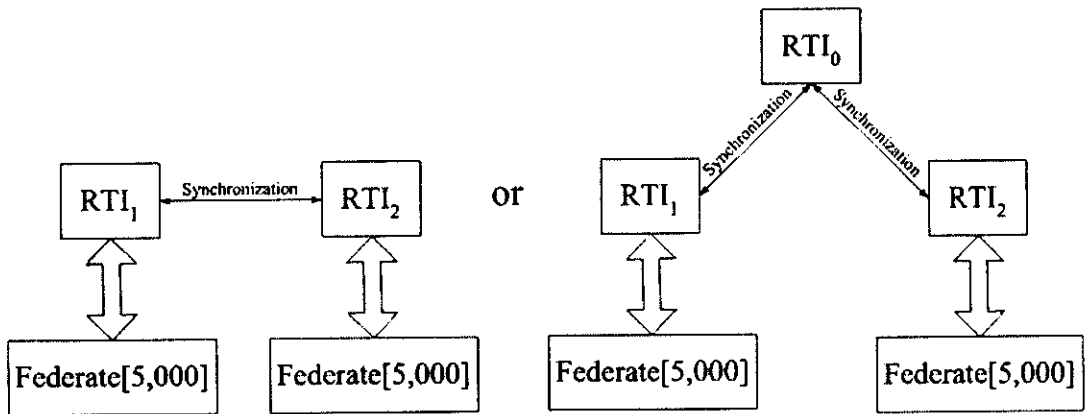 RTI₀
Synchronization
Synchronization
RTI₁
Synchronization
RTI₂
or
RTI₁
RTI₂
Federate[5,000]
Federate[5,000]
Federate[5,000]
Federate[5,000]